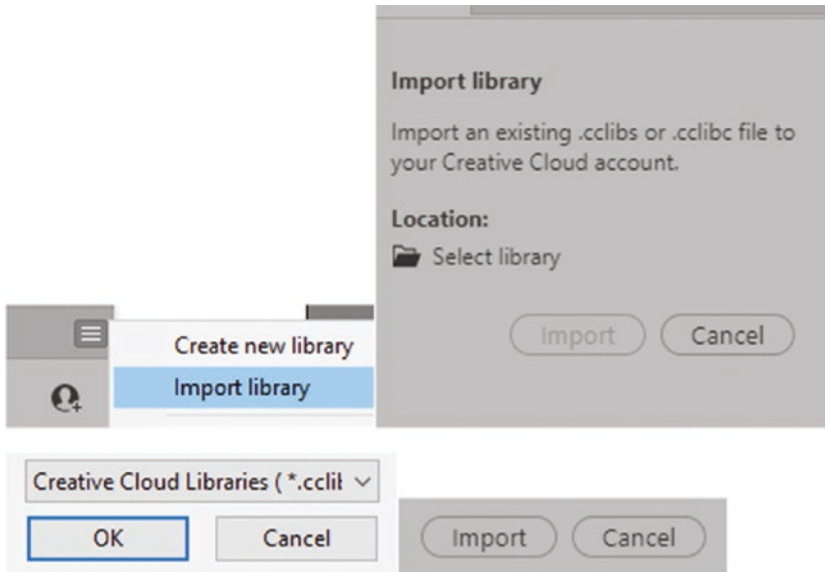 Import library
Import an existing .cclibs or .cclibc file to
your Creative Cloud account.
Location:
Select library
Import Cancel
Create new library
Import library
Creative Cloud Libraries ( *.cclib
OK Cancel
Import Cancel